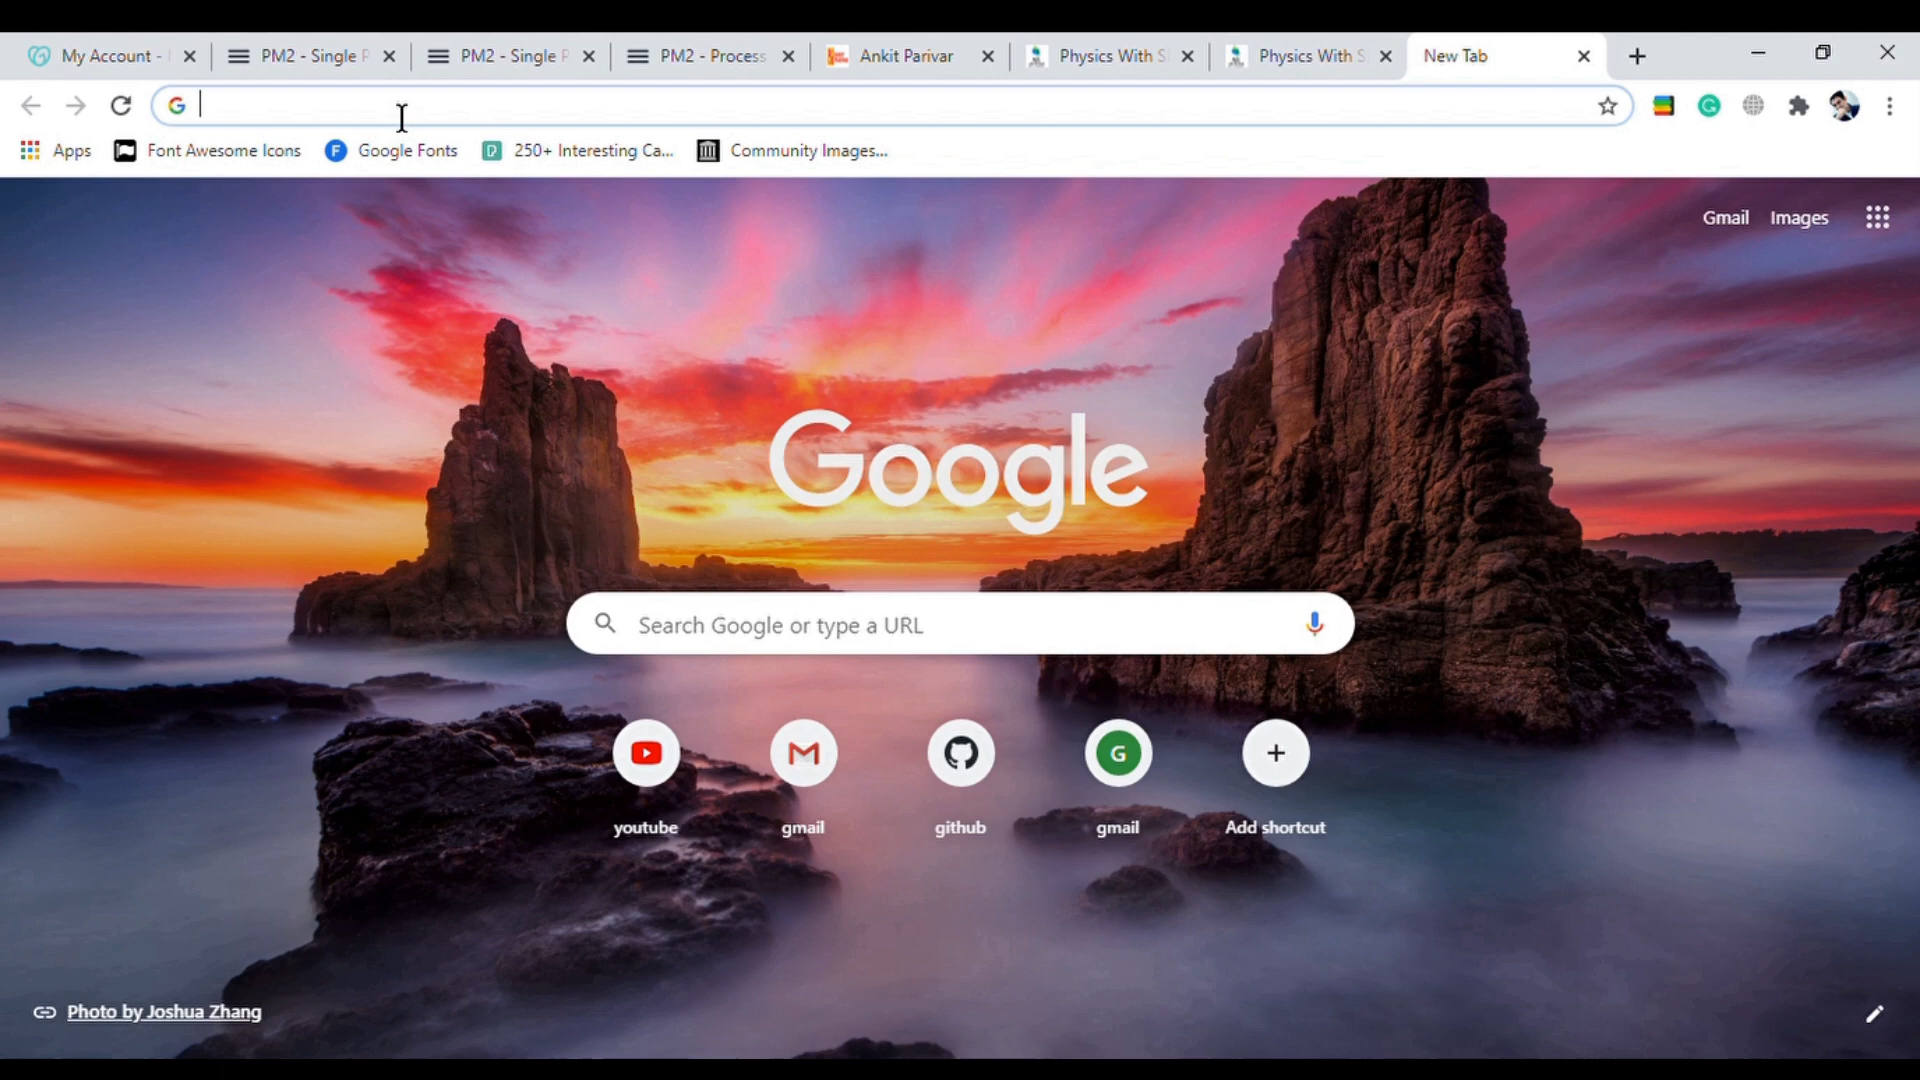 My Account -
PM2 - Single P
PM2 - Single P
PM2 - Process
Ankit Parivar
Physics With S
Physics With S
New Tab
Apps
Font Awesome Icons
Google Fonts
250+ Interesting Ca...
Community Images...
Gmail
Images
Google
Search Google or type a URL
youtube
gmail
github
G
gmail
Add shortcut
Photo by Joshua Zhang